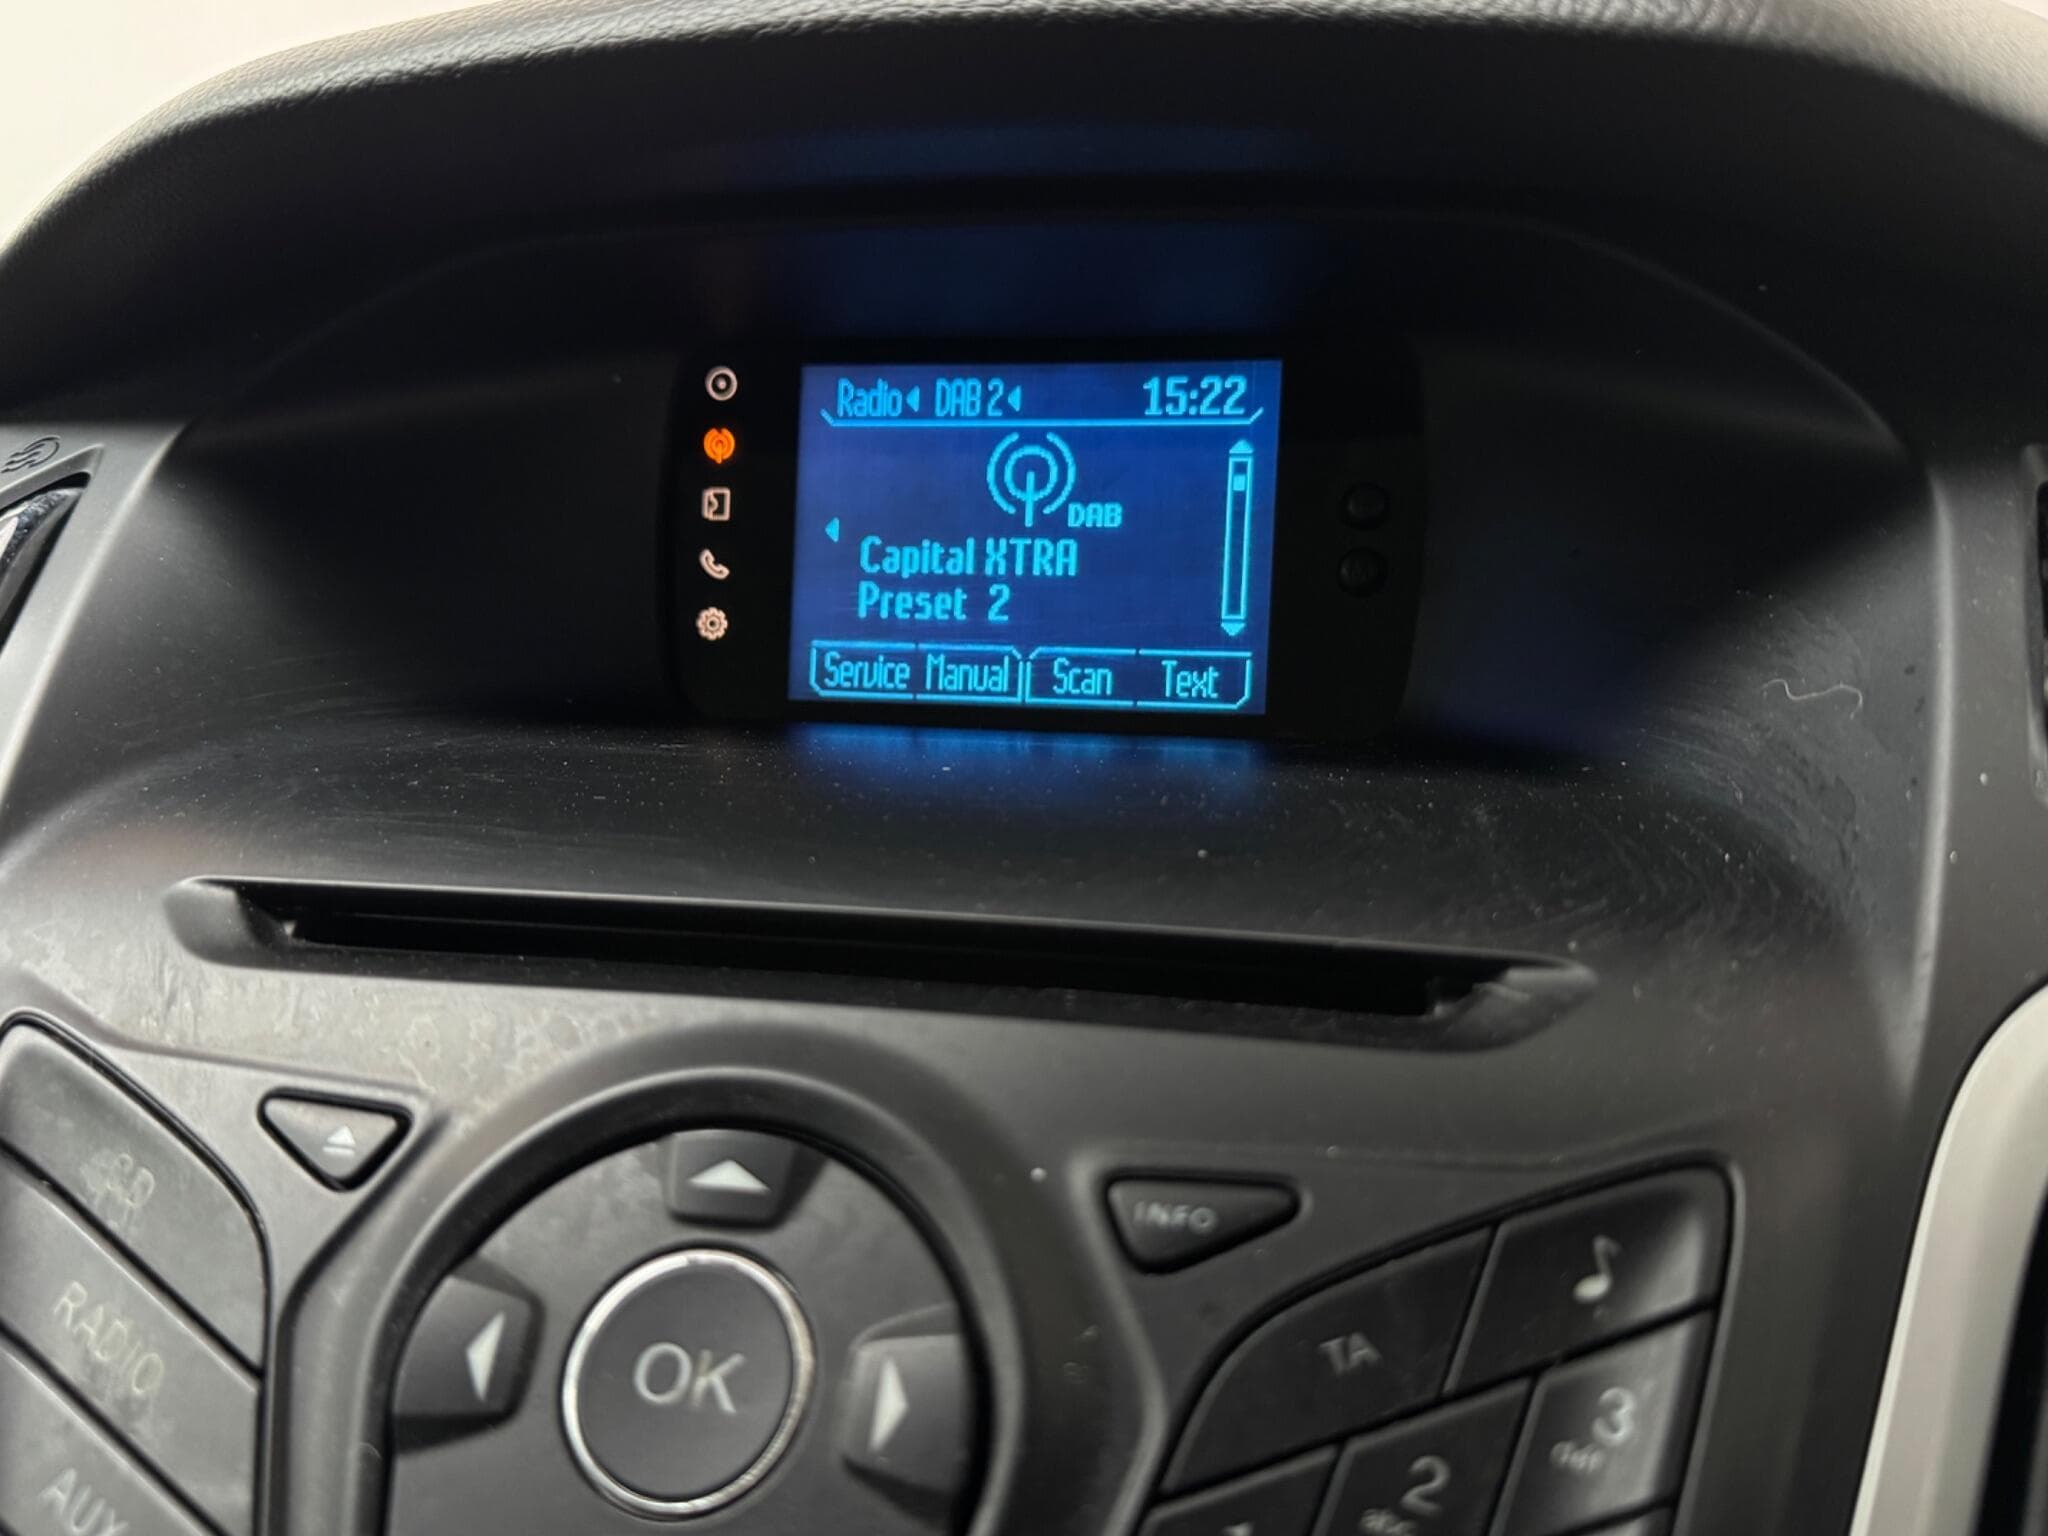 Radio DAB 2 15:22
DAB
Capital XTRA
Preset 2
Service Manual Scan Text
INFO
RADIO
OK
TA
3
AUX
2
abc